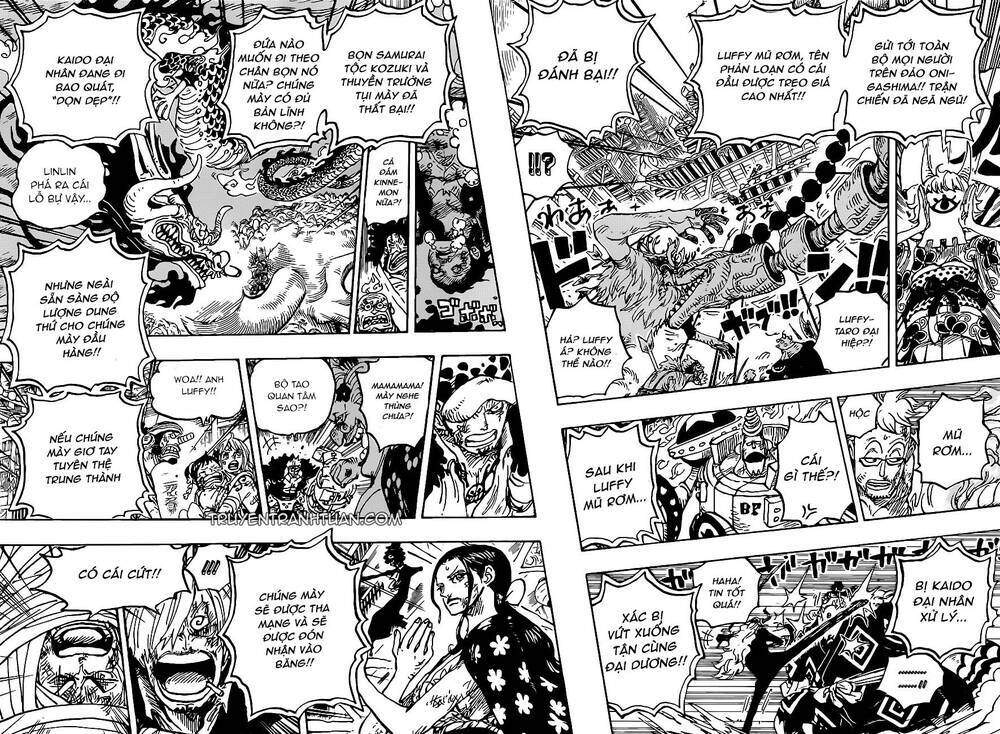 GỬI TỚI TOÀN
BỘ MỌI NGƯỜI
TRÊN ĐẢO ONI-
GASHIMA!! TRẬN
CHIẾN ĐÃ NGÃ NGŨ!
LUFFY MŨ RƠM, TÊN
PHẢN LOẠN CÓ CÁI
ĐẦU ĐƯỢC TREO GIÁ
CAO NHẤT!!
ĐÃ BỊ
ĐÁNH BẠI!!
!!?
LUFFY-
TARO ĐẠI
HIỆP?!
HẢ? LUFFY
Á? KHÔNG
THỂ NÀO!!
MŨ
RƠM...
HỘC
CÁI
GÌ THẾ?!
SAU KHI
LUFFY
MŨ RƠM...
BF
BỊ KAIDO
ĐẠI NHÂN
XỬ LÝ...
HAHA!
TIN TỐT
QUÁ!!
XÁC BỊ
VỨT XUỐNG
TẬN CÙNG
ĐẠI DƯƠNG!!
.........!!
BỌN SAMURAI
TỘC KOZUKI VÀ
THUYỀN TRƯỞNG
TỤI MÀY ĐÃ
THẤT BẠI!!
ĐỨA NÀO
MUỐN ĐI THEO
CHÂN BỌN NÓ
NỮA? CHÚNG
MÀY CÓ ĐỦ
BẢN LĨNH
KHÔNG?!
KAIDO ĐẠI
NHÂN ĐANG ĐI
BAO QUÁT,
"DỌN DẸP"!!
CẢ
ĐÁM
KINNE-
MON
NỮA?!
LINLIN
PHÁ RA CÁI
LỖ BỰ VẬY...
NHƯNG NGÀI
SẴN SÀNG ĐỘ
LƯỢNG DUNG
THỨ CHO CHÚNG
MÀY ĐẦU
HÀNG!!
MAMAMAMA!
MÀY NGHE
THỦNG
CHƯA?!
BỘ TAO
QUAN TÂM
SAO?!
WOA!! ANH
LUFFY!!
NẾU CHÚNG
MÀY GIƠ TAY
TUYÊN THỆ
TRUNG THÀNH
TRUYENTRANHTUAN.COM
CHÚNG MÀY
SẼ ĐƯỢC THA
MẠNG VÀ SẼ
ĐƯỢC ĐÓN
NHẬN VÀO
BĂNG!!
!!!
CÓ CÁI CỨT!!